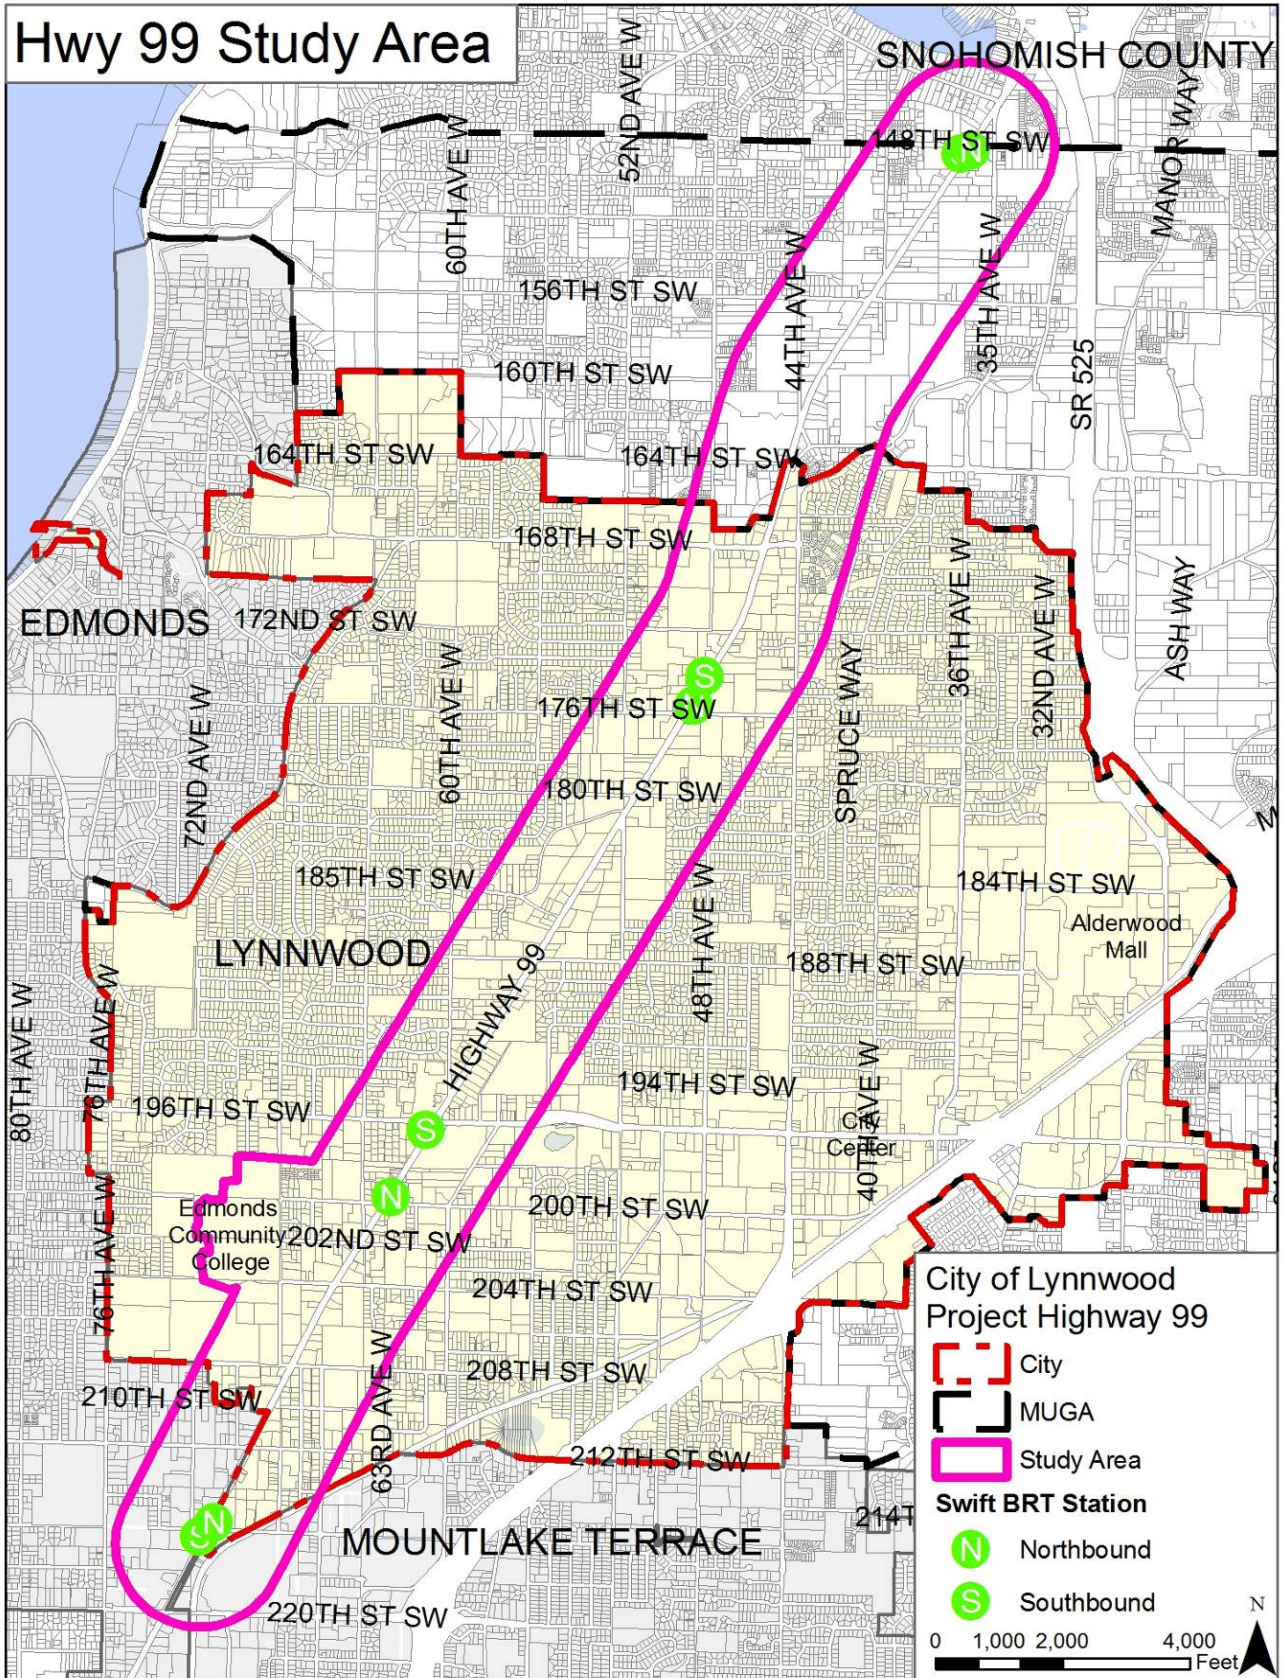 Hwy 99 Study Area
SNOHOMISH COUNTY
52ND AVE W
MANOR WAY
148TH ST SW
N
60TH AVE W
44TH AVE W
35TH AVE W
156TH ST SW
160TH ST SW
SR 525
164TH ST SW
164TH ST SW
168TH ST SW
36TH AVE W
32ND AVE W
ASH WAY
EDMONDS
172ND ST SW
72ND AVE W
60TH AVE W
S
176TH ST SW
SPRUCE WAY
180TH ST SW
185TH ST SW
184TH ST SW
48TH AVE W
Alderwood
Mall
LYNNWOOD
HIGHWAY 99
188TH ST SW
80TH AVE W
76TH AVE W
194TH ST SW
196TH ST SW
S
40TH AVE W
City
Center
N
200TH ST SW
Edmonds
Community
College
202ND ST SW
76TH AVE W
204TH ST SW
63RD AVE W
208TH ST SW
210TH ST SW
212TH ST SW
N
S
MOUNTLAKE TERRACE
214T
220TH ST SW
City of Lynnwood
Project Highway 99
City
MUGA
Study Area
Swift BRT Station
N Northbound
S Southbound
N
0 1,000 2,000 4,000
Feet